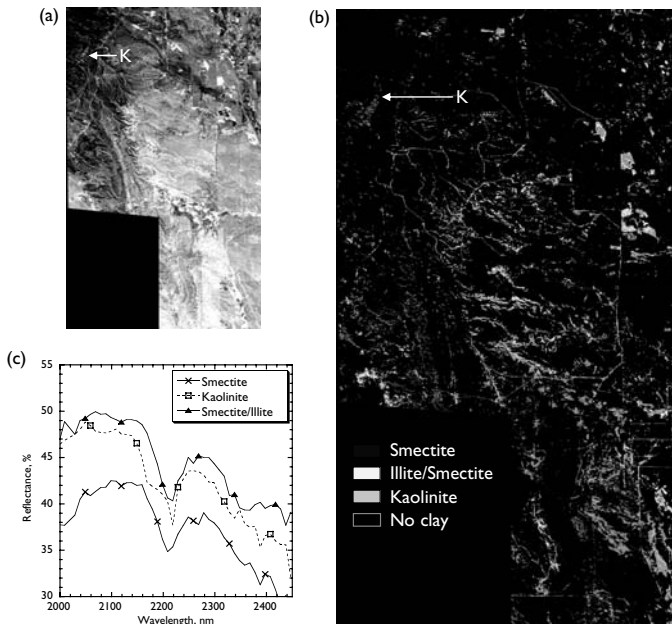 (a)
K
(b)
K
Smectite
Illite/Smectite
Kaolinite
No clay
(c)
55
50
45
40
35
30
Reflectance, %
Smectite
Kaolinite
Smectite/Illite
2000 2100 2200 2300 2400
Wavelength, nm